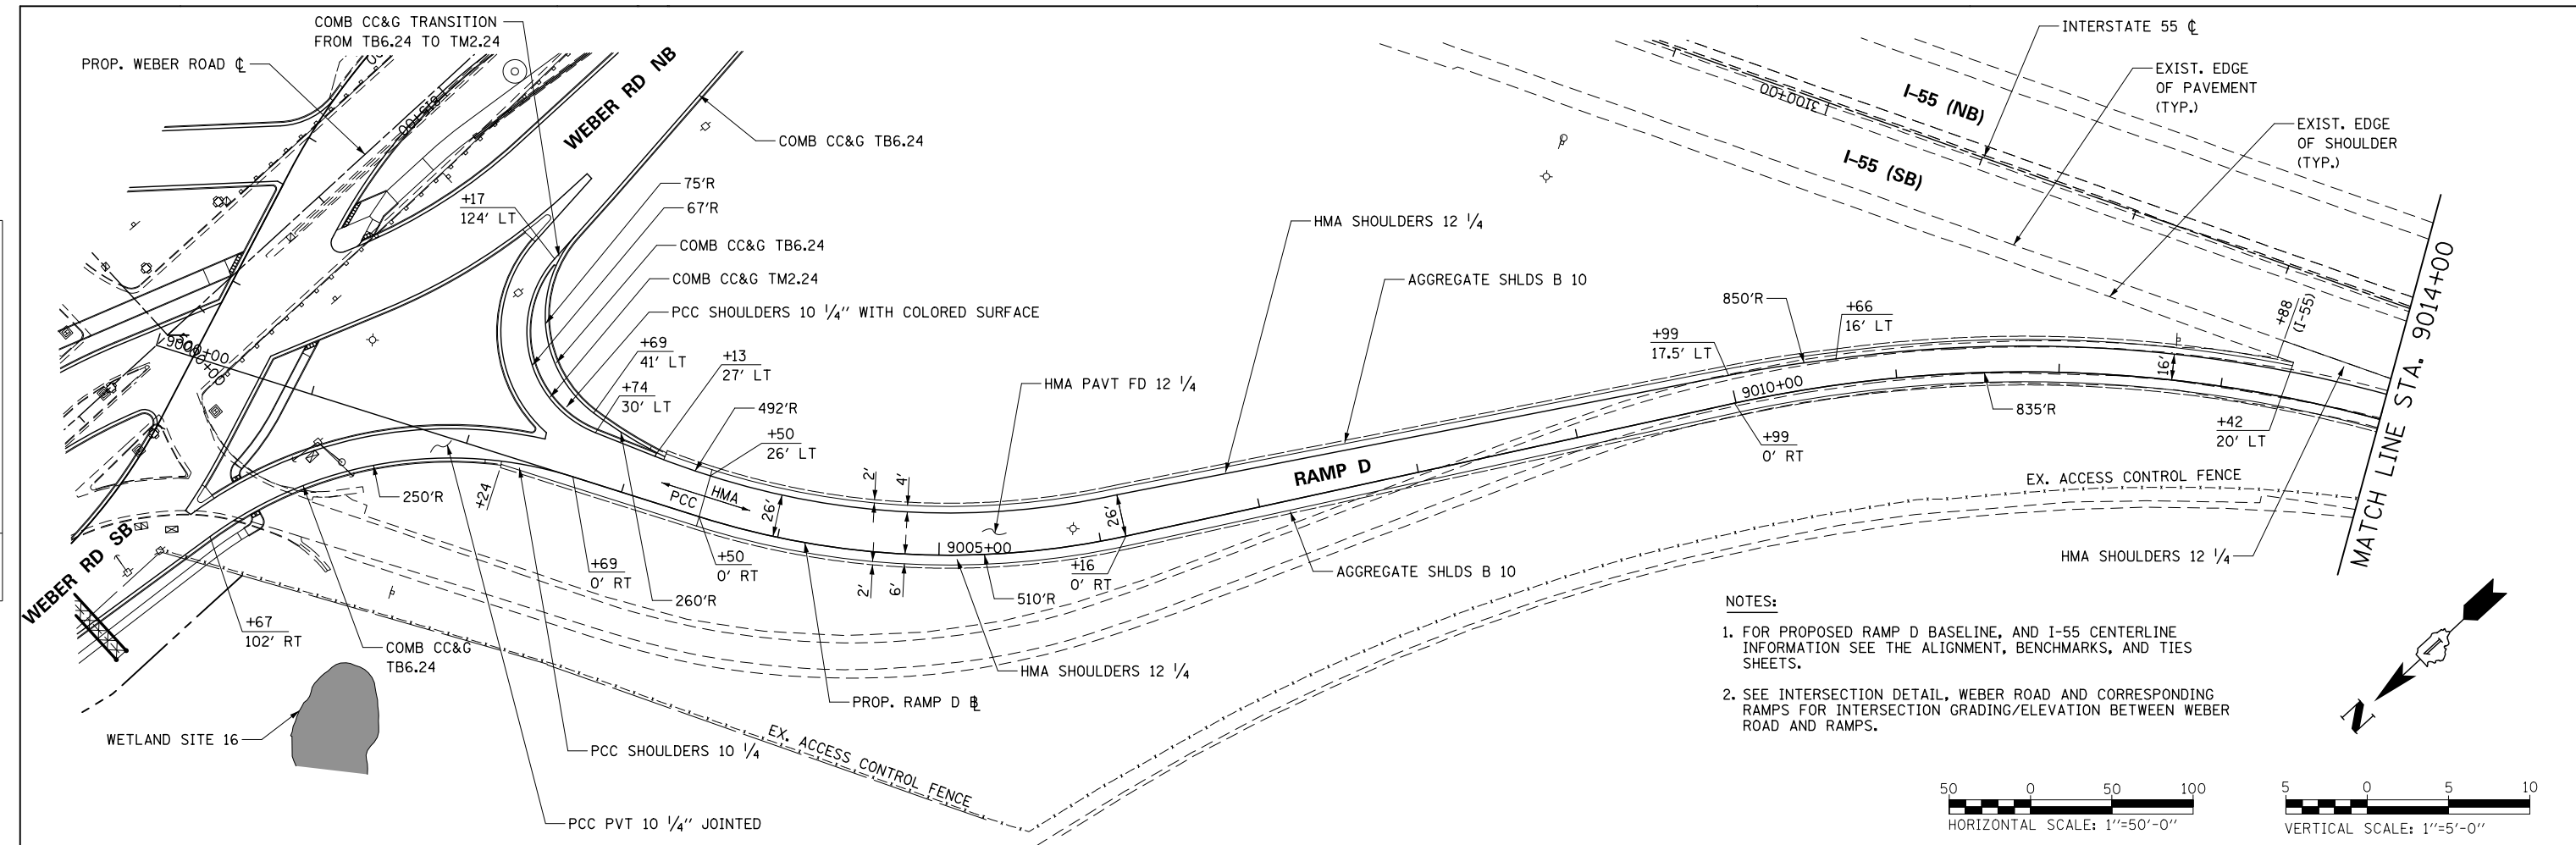 COMB CC&G TRANSITION
FROM TB6.24 TO TM2.24
PROP. WEBER ROAD ℄
WEBER RD NB
COMB CC&G TB6.24
75'R
67'R
+17
124' LT
COMB CC&G TB6.24
COMB CC&G TM2.24
PCC SHOULDERS 10 1/4" WITH COLORED SURFACE
+69
41' LT
+74
30' LT
+13
27' LT
492'R
+50
26' LT
HMA PAVT FD 12 1/4
HMA SHOULDERS 12 1/4
AGGREGATE SHLDS B 10
INTERSTATE 55 ℄
EXIST. EDGE
OF PAVEMENT
(TYP.)
EXIST. EDGE
OF SHOULDER
(TYP.)
I-55 (NB)
3100+00
I-55 (SB)
850'R
+66
16' LT
+99
17.5' LT
+88
(I-55)
MATCH LINE STA. 9014+00
9010+00
16'
835'R
+42
20' LT
+99
0' RT
RAMP D
EX. ACCESS CONTROL FENCE
HMA SHOULDERS 12 1/4
9000+00
250'R
+24
HMA
PCC
26'
2'
4'
26'
9005+00
2'
6'
+69
0' RT
+50
0' RT
+16
0' RT
260'R
510'R
AGGREGATE SHLDS B 10
WEBER RD SB
+67
102' RT
COMB CC&G
TB6.24
HMA SHOULDERS 12 1/4
PROP. RAMP D ⅊
WETLAND SITE 16
PCC SHOULDERS 10 1/4
EX. ACCESS CONTROL FENCE
PCC PVT 10 1/4" JOINTED
NOTES:
1. FOR PROPOSED RAMP D BASELINE, AND I-55 CENTERLINE
INFORMATION SEE THE ALIGNMENT, BENCHMARKS, AND TIES
SHEETS.
2. SEE INTERSECTION DETAIL, WEBER ROAD AND CORRESPONDING
RAMPS FOR INTERSECTION GRADING/ELEVATION BETWEEN WEBER
ROAD AND RAMPS.
N
50 0 50 100
HORIZONTAL SCALE: 1"=50'-0"
5 0 5 10
VERTICAL SCALE: 1"=5'-0"